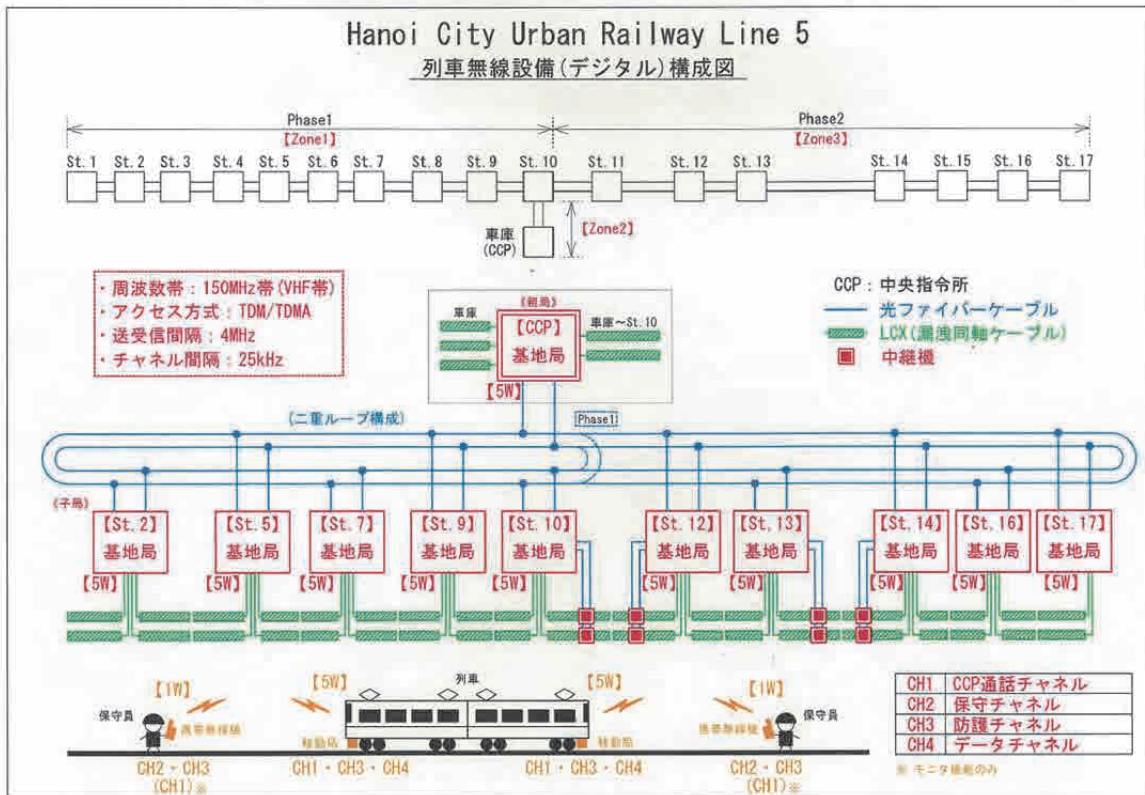 Hanoi City Urban Railway Line 5
列車無線設備(デジタル)構成図
Phase1
Phase2
【Zone1】
【Zone3】
St.1 St.2 St.3 St.4 St.5 St.6 St.7 St.8 St.9 St.10 St.11 St.12 St.13 St.14 St.15 St.16 St.17
車庫
(CCP)
【Zone2】
・周波数帯:150MHz帯(VHF帯)
・アクセス方式:TDM/TDMA
・送受信間隔:4MHz
・チャネル間隔:25kHz
《親局》
車庫
【CCP】
基地局
車庫~St.10
【5W】
CCP:中央指令所
光ファイバーケーブル
LCX(漏洩同軸ケーブル)
中継機
(二重ループ構成)
Phase1
《子局》
【St.2】 【St.5】 【St.7】 【St.9】 【St.10】 【St.12】 【St.13】 【St.14】 【St.16】 【St.17】
基地局 基地局 基地局 基地局 基地局 基地局 基地局 基地局 基地局 基地局
【5W】 【5W】 【5W】 【5W】 【5W】 【5W】 【5W】 【5W】 【5W】 【5W】
【1W】 【5W】 列車 【5W】 【1W】
保守員 携帯無線機 移動局 移動局 携帯無線機 保守員
CH2・CH3 CH1・CH3・CH4 CH1・CH3・CH4 CH2・CH3
(CH1)※ (CH1)※
CH1 CCP通話チャネル
CH2 保守チャネル
CH3 防護チャネル
CH4 データチャネル
※ モニタ機能のみ